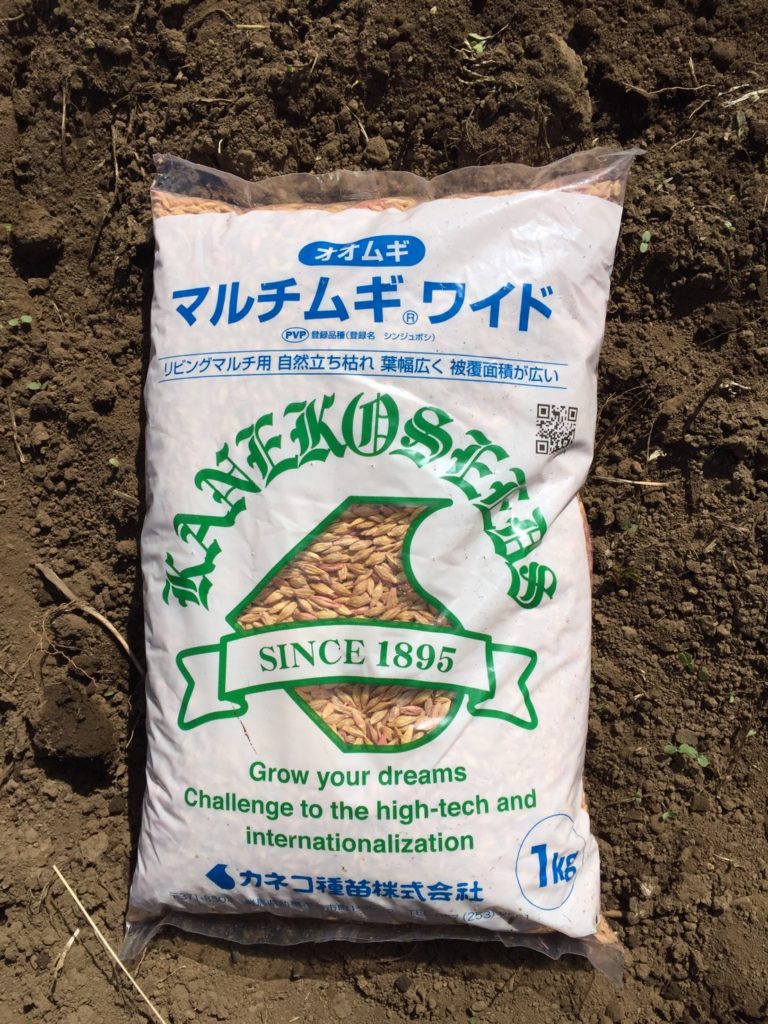 オオムギ
マルチムギ® ワイド
PVP 登録品種(登録名 シンジュボシ)
リビングマルチ用 自然立ち枯れ 葉幅広く 被覆面積が広い
KANEKO SEEDS
SINCE 1895
Grow your dreams
Challenge to the high-tech and
internationalization
1kg
カネコ種苗株式会社